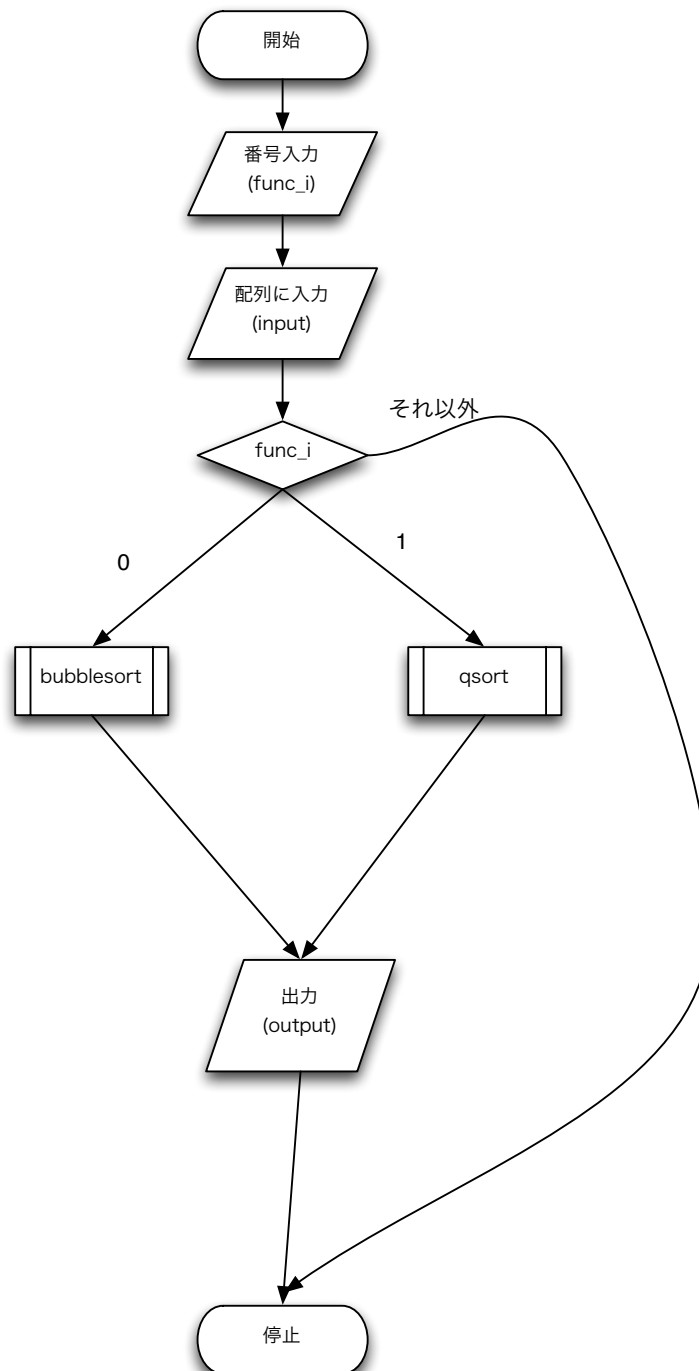 開始
番号入力
(func_i)
配列に入力
(input)
それ以外
func_i
0
1
bubblesort
qsort
出力
(output)
停止